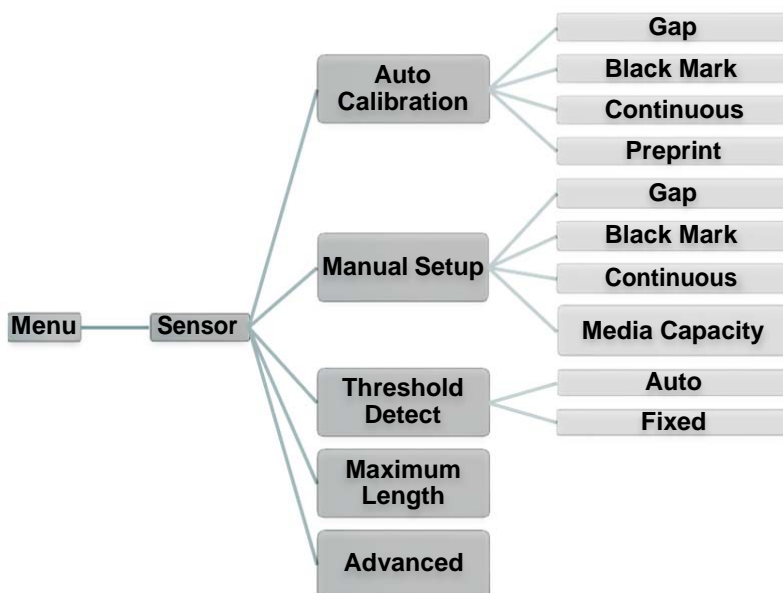 Menu
Sensor
Auto
Calibration
Gap
Black Mark
Continuous
Preprint
Manual Setup
Gap
Black Mark
Continuous
Media Capacity
Threshold
Detect
Auto
Fixed
Maximum
Length
Advanced